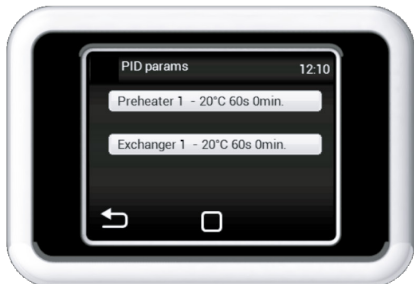 PID params
12:10
Preheater 1 - 20°C 60s 0min.
Exchanger 1 - 20°C 60s 0min.